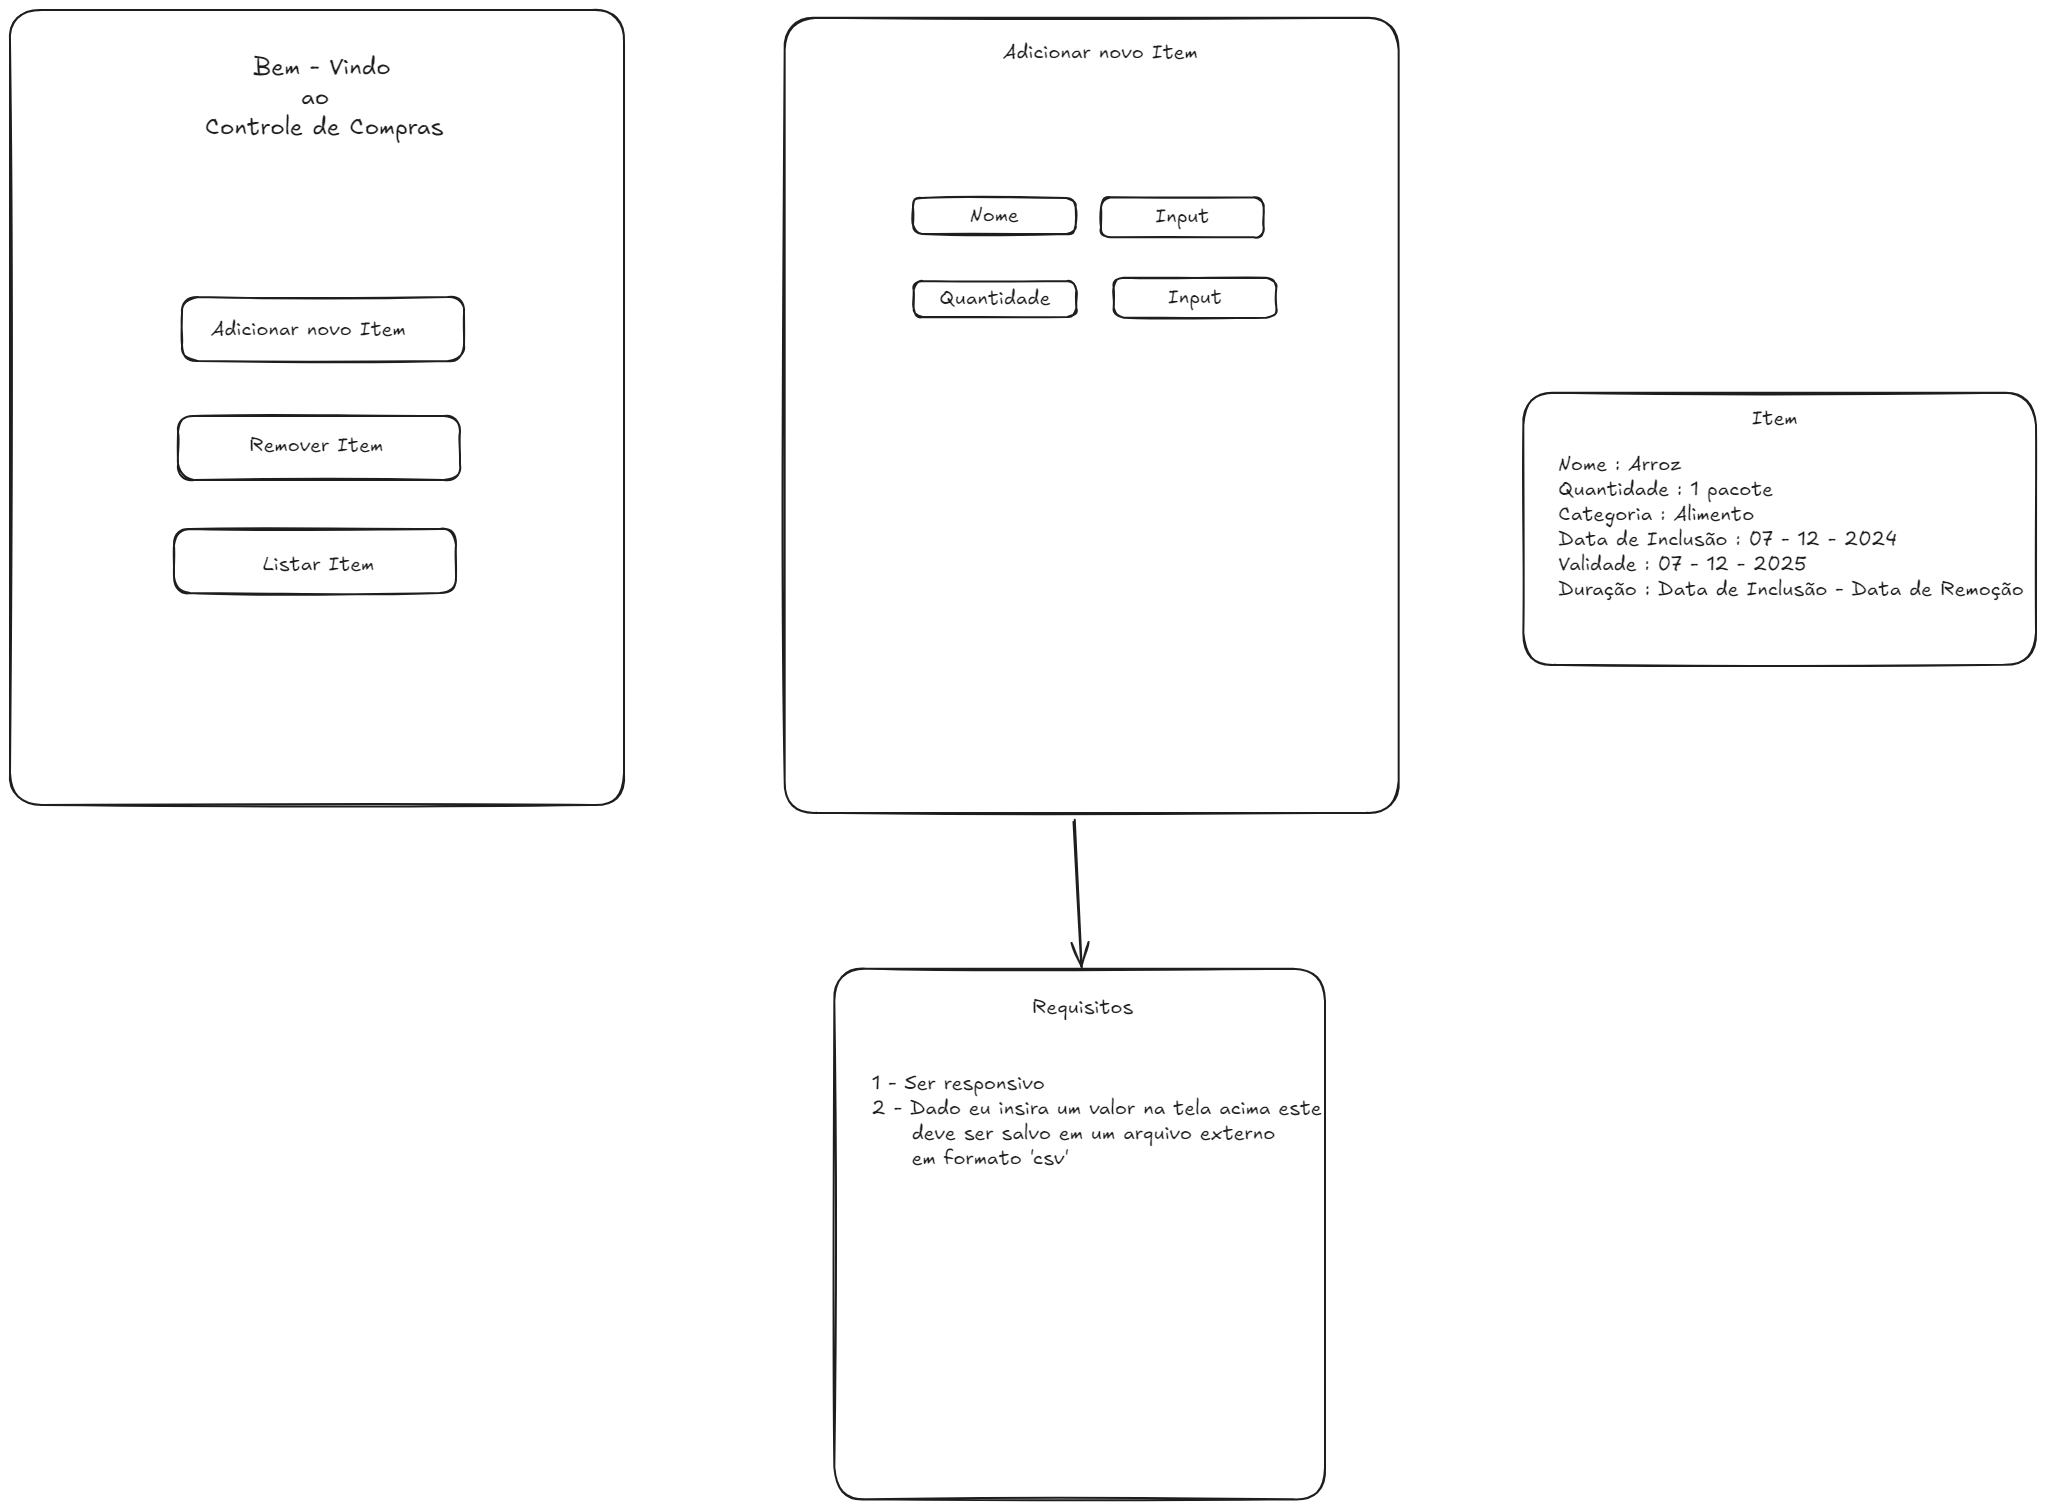 Bem - Vindo
ao
Controle de Compras
Adicionar novo Item
Remover Item
Listar Item
Adicionar novo Item
Nome
Input
Quantidade
Input
Item
Nome : Arroz
Quantidade : 1 pacote
Categoria : Alimento
Data de Inclusão : 07 - 12 - 2024
Validade : 07 - 12 - 2025
Duração : Data de Inclusão - Data de Remoção
Requisitos
1 - Ser responsivo
2 - Dado eu insira um valor na tela acima este
deve ser salvo em um arquivo externo
em formato 'csv'